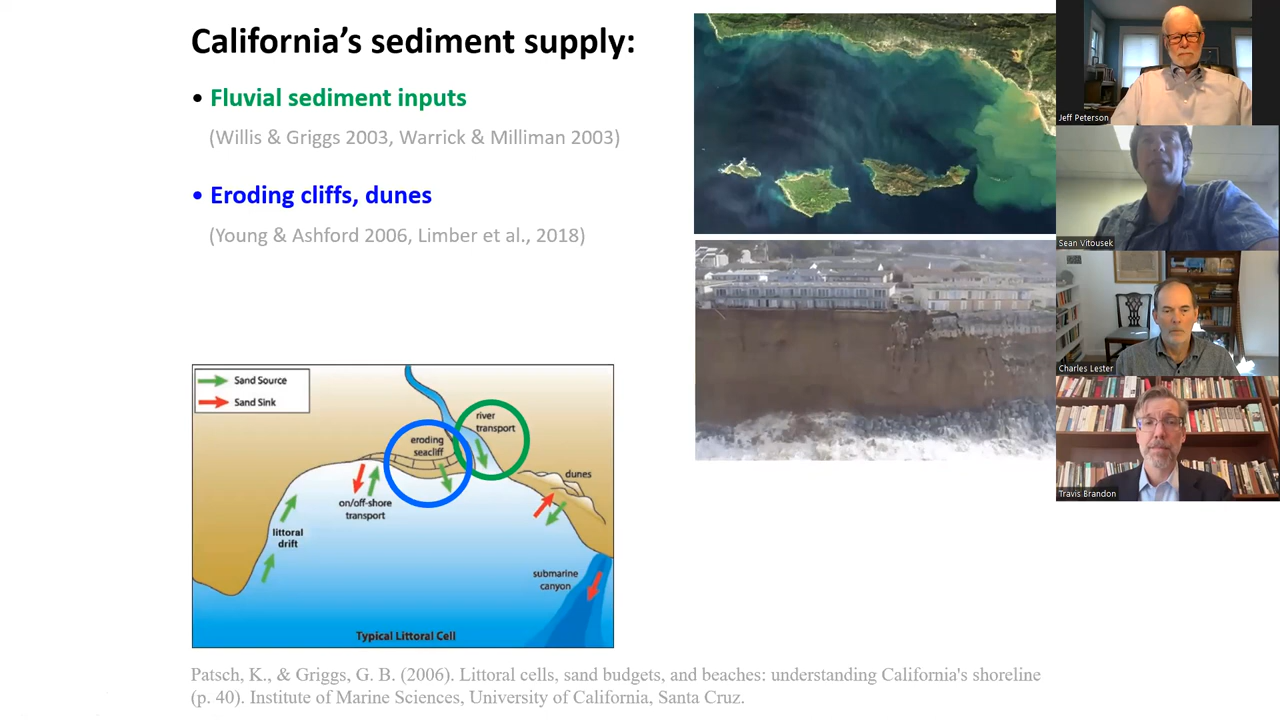 California's sediment supply:
• Fluvial sediment inputs
(Willis & Griggs 2003, Warrick & Milliman 2003)
• Eroding cliffs, dunes
(Young & Ashford 2006, Limber et al., 2018)
Sand Source
Sand Sink
river
transport
eroding
seacliff
dunes
on/off-shore
transport
littoral
drift
submarine
canyon
Typical Littoral Cell
Patsch, K., & Griggs, G. B. (2006). Littoral cells, sand budgets, and beaches: understanding California's shoreline
(p. 40). Institute of Marine Sciences, University of California, Santa Cruz.
Jeff Peterson
Sean Vitousek
Charles Lester
Travis Brandon